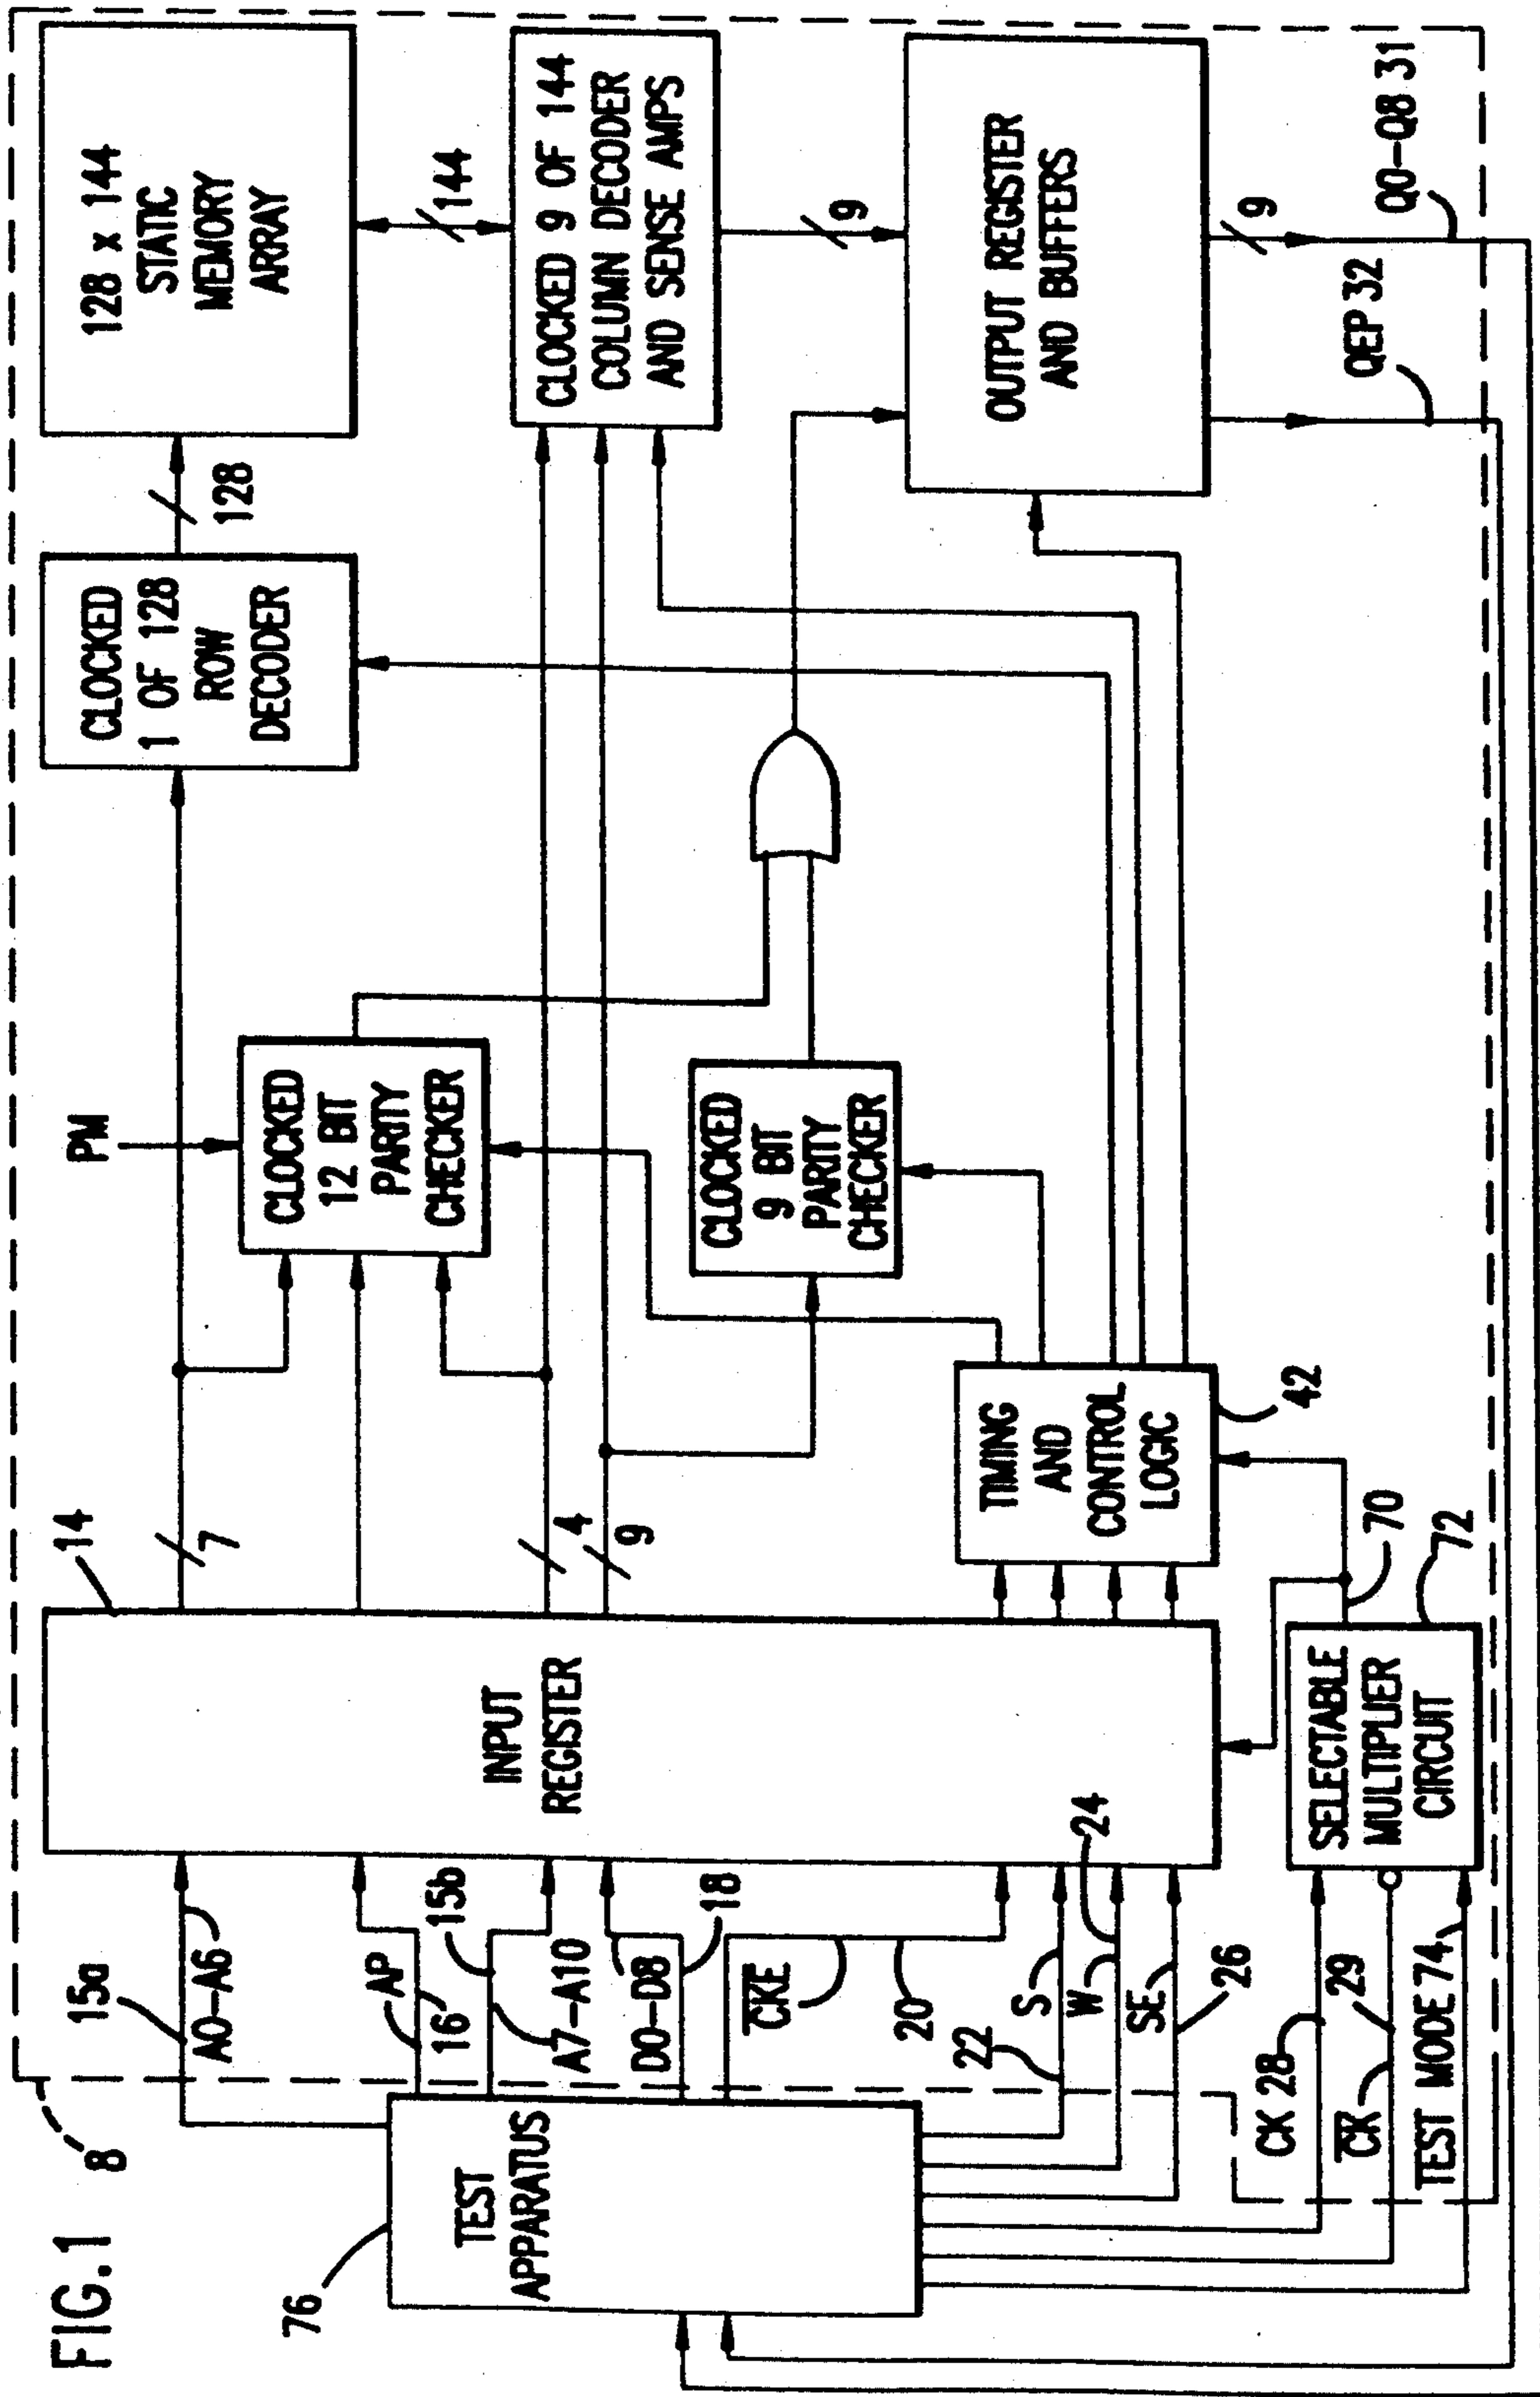 FIG.1
8
76
TEST
APPARATUS
15a
A0-A6
AP
16
15b
A7-A10
D0-D8
18
CKE
20
22
S
W
24
SE
26
CK 28
CK
29
TEST MODE 74
14
INPUT
REGISTER
SELECTABLE
MULTIPLIER
CIRCUIT
70
72
7
4
9
TIMING
AND
CONTROL
LOGIC
42
PM
CLOCKED
12 BIT
PARITY
CHECKER
CLOCKED
9 BIT
PARITY
CHECKER
CLOCKED
1 OF 128
ROW
DECODER
128
128 x 144
STATIC
MEMORY
ARRAY
144
CLOCKED 9 OF 144
COLUMN DECODER
AND SENSE AMPS
9
OUTPUT REGISTER
AND BUFFERS
9
QEP 32
Q0-Q8 31